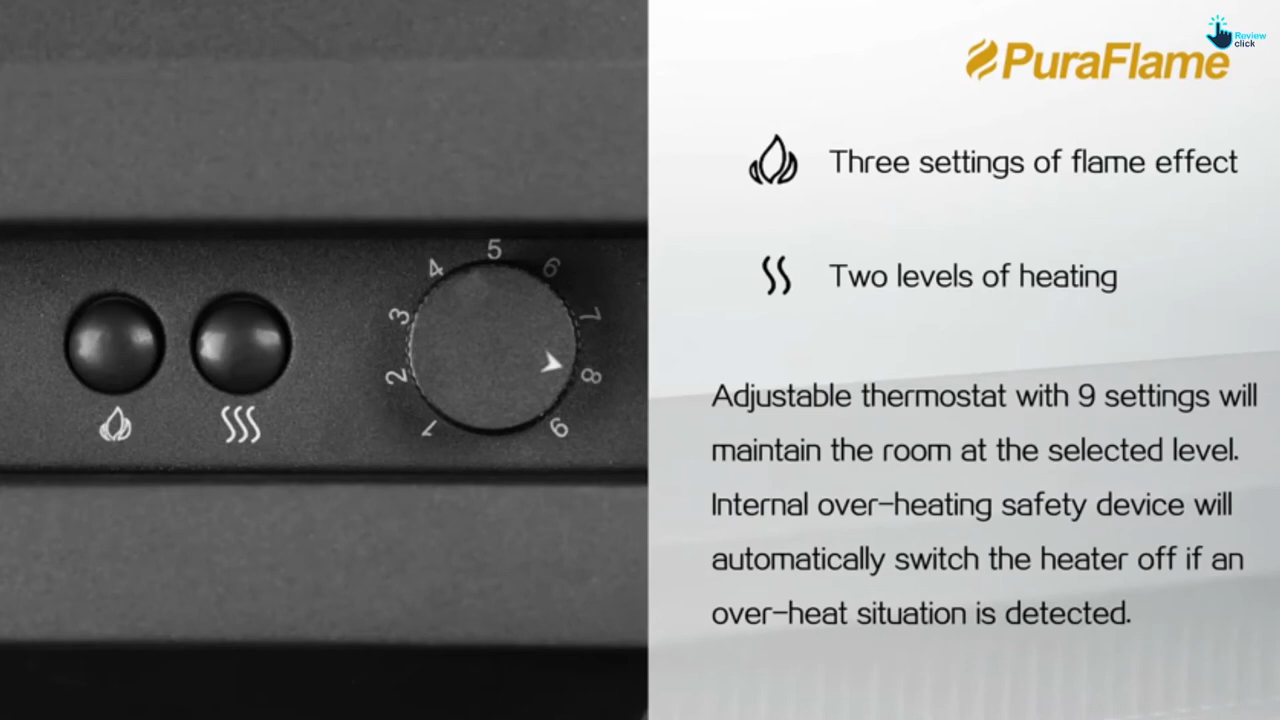 Review
click
PuraFlame
Three settings of flame effect
Two levels of heating
Adjustable thermostat with 9 settings will
maintain the room at the selected level.
Internal over-heating safety device will
automatically switch the heater off if an
over-heat situation is detected.
1
2
3
4
5
6
7
8
9